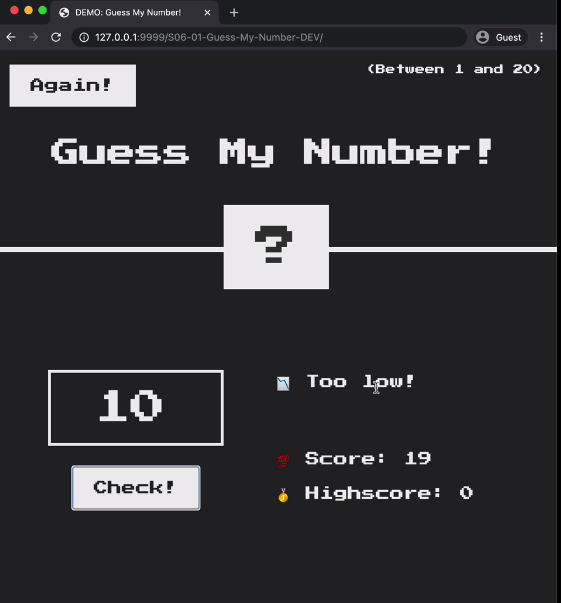 DEMO: Guess My Number!
127.0.0.1:9999/S06-01-Guess-My-Number-DEV/
Guest
Again!
(Between 1 and 20)
Guess My Number!
?
10
📉 Too low!
Check!
💯 Score: 19
🥇 Highscore: 0